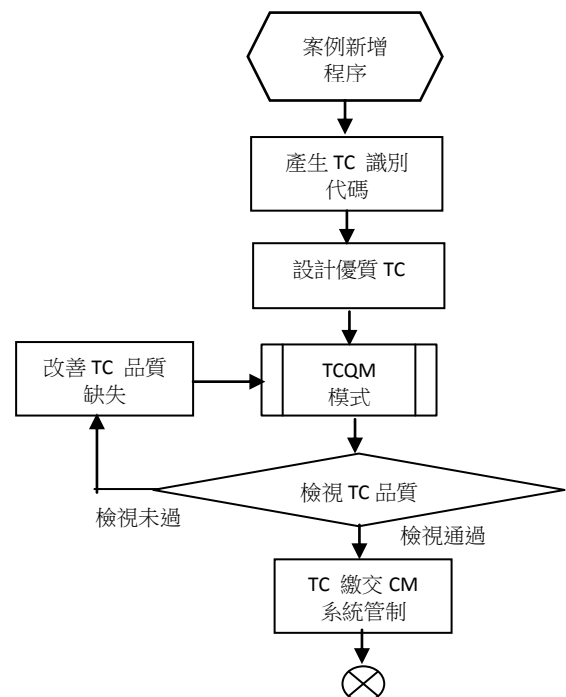 案例新增
程序
產生 TC 識別
代碼
設計優質 TC
改善 TC 品質
缺失
TCQM
模式
檢視 TC 品質
檢視未過
檢視通過
TC 繳交 CM
系統管制